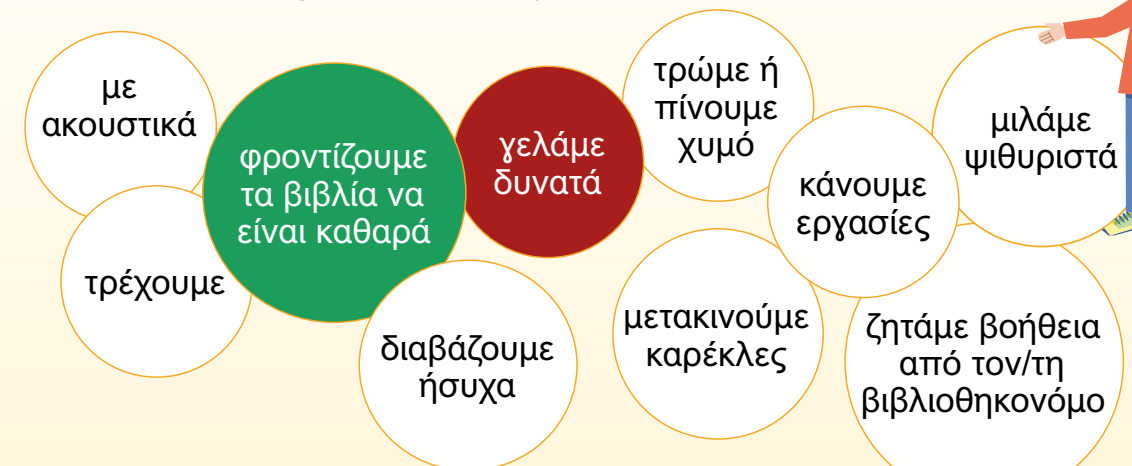 με
ακουστικά
φροντίζουμε
τα βιβλία να
είναι καθαρά
γελάμε
δυνατά
τρώμε ή
πίνουμε
χυμό
κάνουμε
εργασίες
μιλάμε
ψιθυριστά
τρέχουμε
διαβάζουμε
ήσυχα
μετακινούμε
καρέκλες
ζητάμε βοήθεια
από τον/τη
βιβλιοθηκονόμο